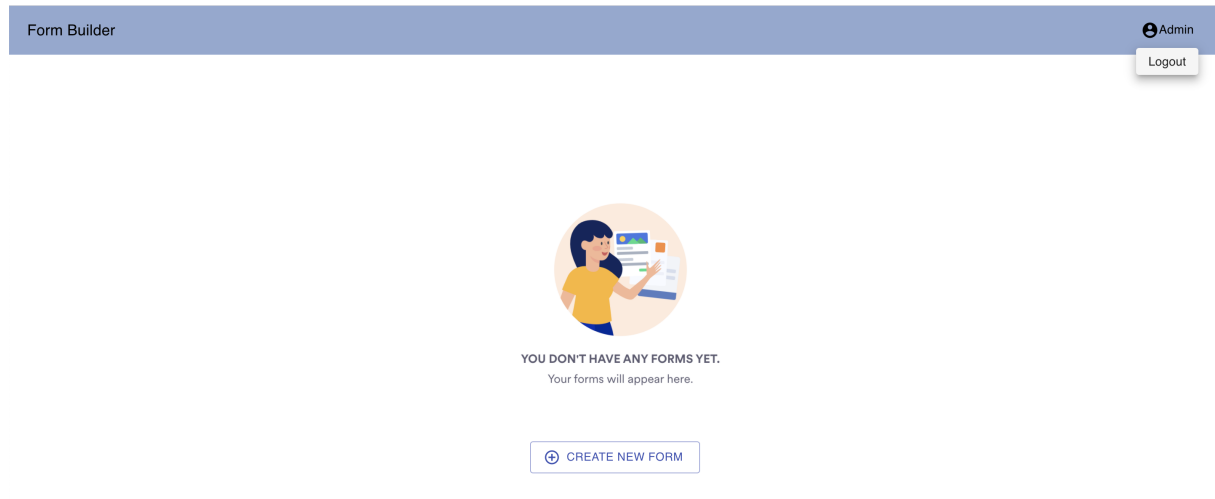 Form Builder
Admin
Logout
YOU DON'T HAVE ANY FORMS YET.
Your forms will appear here.
CREATE NEW FORM